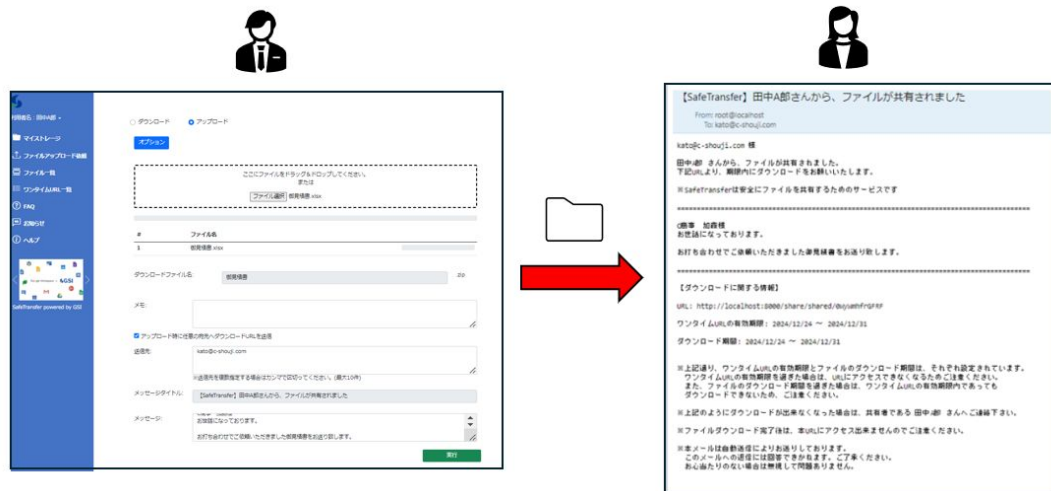 利用者名 : 田中A郎
マイストレージ
ファイルアップロード依頼
ファイル一覧
ワンタイムURL一覧
FAQ
お知らせ
ヘルプ
GSI
SafeTransfer powered by GSI
ダウンロード
アップロード
オプション
ここにファイルをドラッグ&ドロップしてください。
または
ファイル選択 御見積書.xlsx
# ファイル名
1 御見積書.xlsx
ダウンロードファイル名: 御見積書 .zip
メモ:
アップロード時に任意の宛先へダウンロードURLを送信
送信先: kato@c-shouji.com
※送信先を複数指定する場合はカンマで区切ってください。(最大10件)
メッセージタイトル: 【SafeTransfer】田中A郎さんから、ファイルが共有されました
メッセージ:
お世話になっております。
お打ち合わせでご依頼いただきました御見積書をお送り致します。
実行
【SafeTransfer】田中A郎さんから、ファイルが共有されました
From: root@localhost
To: kato@c-shouji.com
kato@c-shouji.com 様
田中A郎 さんから、ファイルが共有されました。
下記URLより、期限内にダウンロードをお願いいたします。
※SafeTransferは安全にファイルを共有するためのサービスです
C商事 加藤様
お世話になっております。
お打ち合わせでご依頼いただきました御見積書をお送り致します。
【ダウンロードに関する情報】
URL: http://localhost:8000/share/shared/
ワンタイムURLの有効期限: 2024/12/24 ~ 2024/12/31
ダウンロード期間: 2024/12/24 ~ 2024/12/31
※上記通り、ワンタイムURLの有効期限とファイルのダウンロード期間は、それぞれ設定されています。
ワンタイムURLの有効期限を過ぎた場合は、URLにアクセスできなくなるためご注意ください。
また、ファイルのダウンロード期間を過ぎた場合は、ワンタイムURLの有効期限内であっても
ダウンロードできないため、ご注意ください。
※上記のようにダウンロードが出来なくなった場合は、共有者である 田中A郎 さんへご連絡下さい。
※ファイルダウンロード完了後は、本URLにアクセス出来ませんのでご注意ください。
※本メールは自動送信によりお送りしております。
このメールへの返信には回答できかねます。ご了承ください。
お心当たりのない場合は無視して問題ありません。